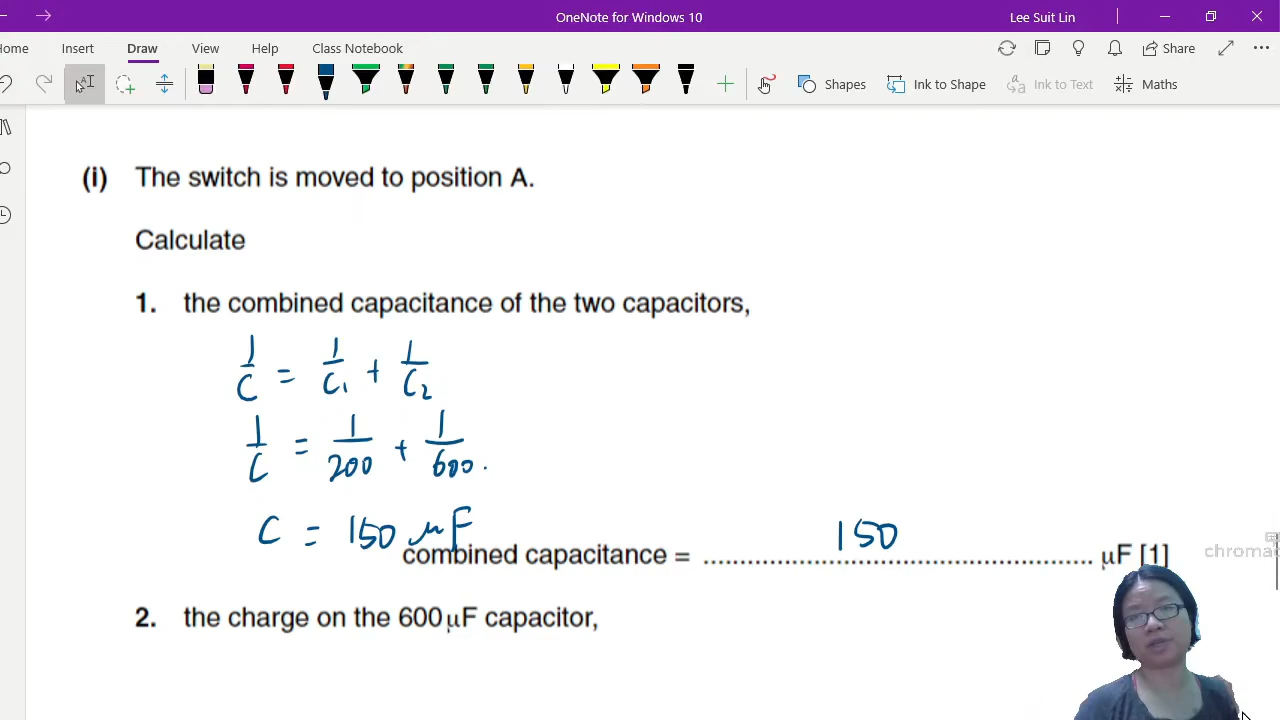 OneNote for Windows 10
Lee Suit Lin
Home Insert Draw View Help Class Notebook Share
Shapes Ink to Shape Ink to Text Maths
(i) The switch is moved to position A.
Calculate
1. the combined capacitance of the two capacitors,
1/C = 1/C₁ + 1/C₂
1/C = 1/200 + 1/600.
C = 150 μF
combined capacitance = ..... 150 ..... μF [1]
2. the charge on the 600 μF capacitor,